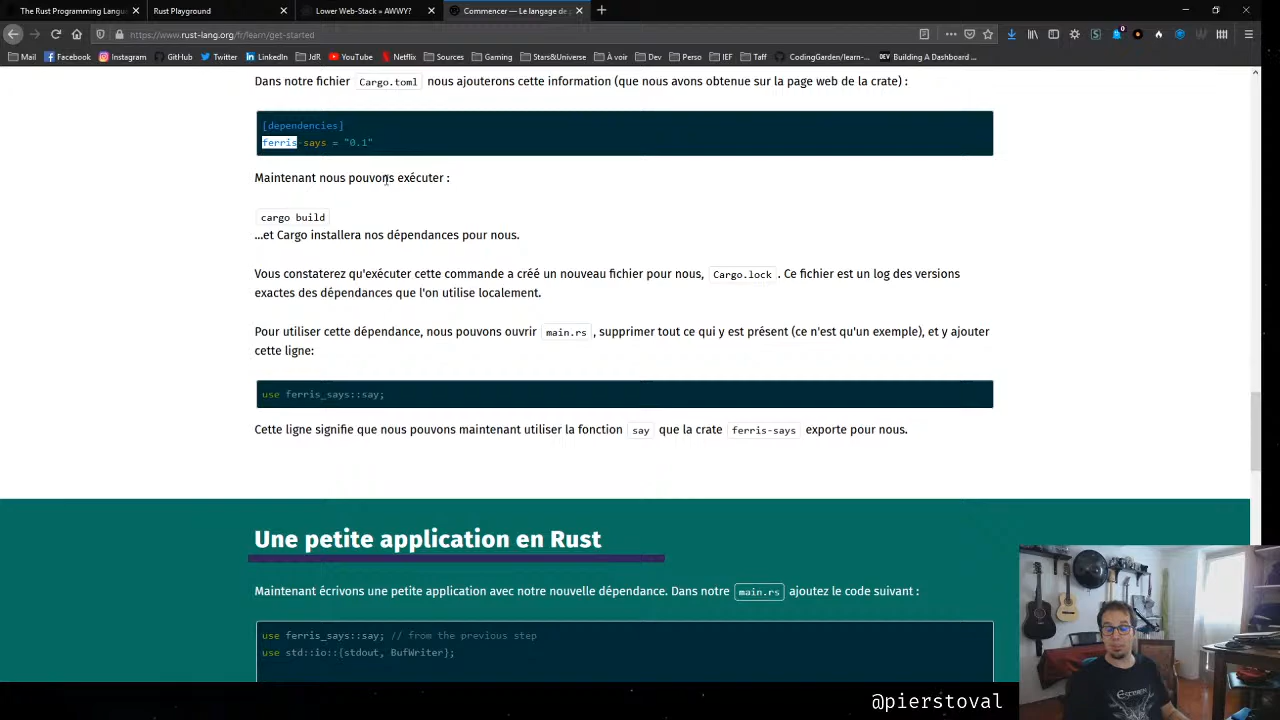 The Rust Programming Langu
Rust Playground
Lower Web-Stack » AWWY?
Commencer — Le langage de
https://www.rust-lang.org/fr/learn/get-started
Mail Facebook Instagram GitHub Twitter LinkedIn JdR YouTube Netflix Sources Gaming Stars&Universe À voir Dev Perso IEF Taff CodingGarden/learn-... DEV Building A Dashboard ...
Dans notre fichier Cargo.toml nous ajouterons cette information (que nous avons obtenue sur la page web de la crate) :
[dependencies]
ferris-says = "0.1"
Maintenant nous pouvons exécuter :
cargo build
...et Cargo installera nos dépendances pour nous.
Vous constaterez qu'exécuter cette commande a créé un nouveau fichier pour nous, Cargo.lock . Ce fichier est un log des versions
exactes des dépendances que l'on utilise localement.
Pour utiliser cette dépendance, nous pouvons ouvrir main.rs , supprimer tout ce qui y est présent (ce n'est qu'un exemple), et y ajouter
cette ligne:
use ferris_says::say;
Cette ligne signifie que nous pouvons maintenant utiliser la fonction say que la crate ferris-says exporte pour nous.
Une petite application en Rust
Maintenant écrivons une petite application avec notre nouvelle dépendance. Dans notre main.rs ajoutez le code suivant :
use ferris_says::say; // from the previous step
use std::io::{stdout, BufWriter};
@pierstoval